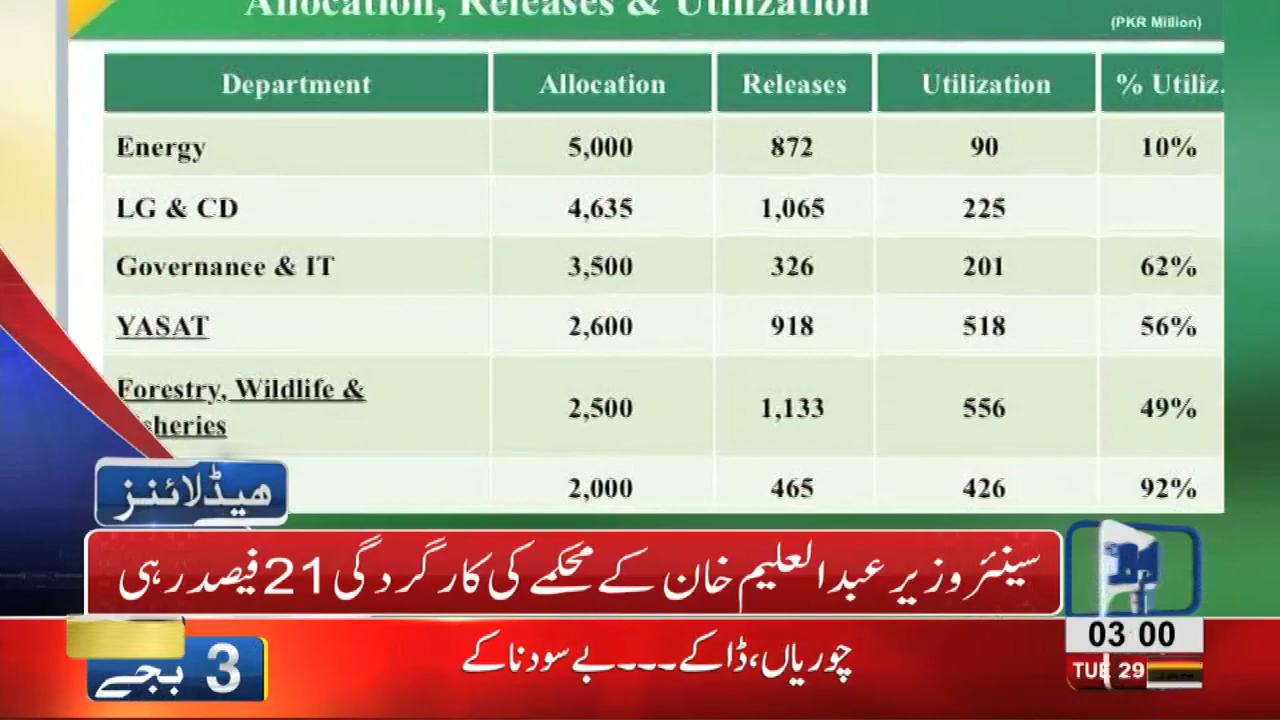 Allocation, Releases & Utilization
(PKR Million)
Department Allocation Releases Utilization % Utiliz.
Energy 5,000 872 90 10%
LG & CD 4,635 1,065 225
Governance & IT 3,500 326 201 62%
YASAT 2,600 918 518 56%
Forestry, Wildlife &
sheries 2,500 1,133 556 49%
2,000 465 426 92%
ہیڈلائنز
سینئر وزیر عبدالعلیم خان کے محکمے کی کارگردگی 21 فیصد رہی
03 00
چوریاں، ڈاکے۔۔۔بے سود ناکے
3 بجے
TUE 29